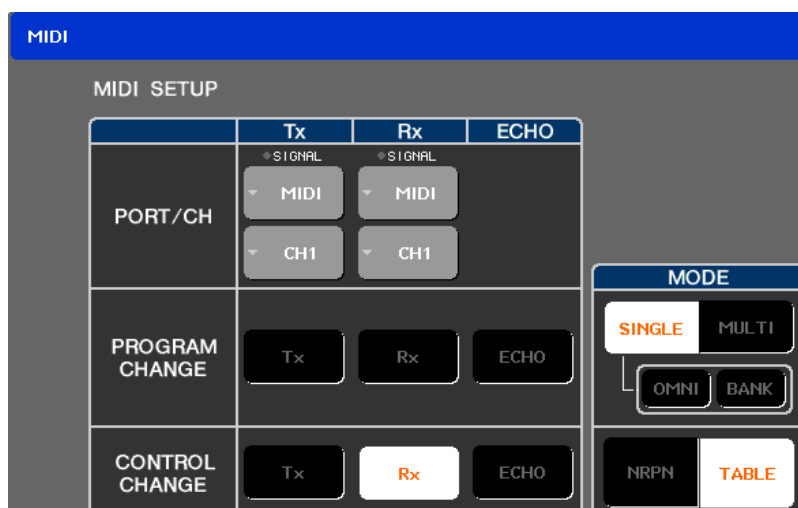 MIDI
MIDI SETUP
Tx Rx ECHO
SIGNAL SIGNAL
PORT/CH MIDI MIDI
CH1 CH1
MODE
PROGRAM CHANGE Tx Rx ECHO
SINGLE MULTI
OMNI BANK
CONTROL CHANGE Tx Rx ECHO
NRPN TABLE